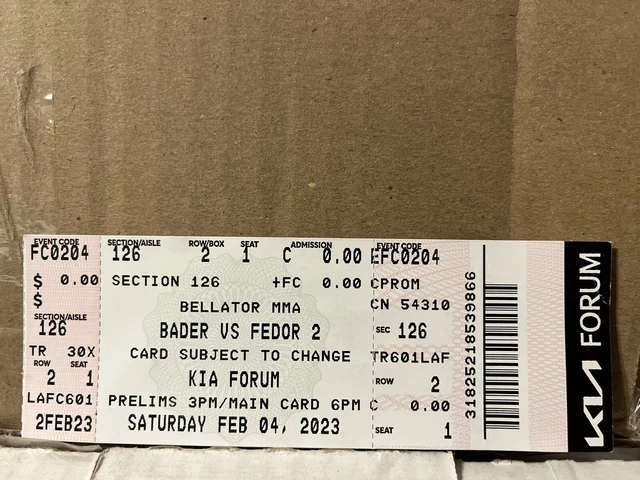 EVENT CODE SECTION/AISLE ROW/BOX SEAT ADMISSION EVENT CODE
FC0204 126 2 1 C 0.00 EFC0204
$ 0.00 SECTION 126 +FC 0.00 CPROM
$ BELLATOR MMA CN 54310
SECTION/AISLE
126 BADER VS FEDOR 2 SEC 126
TR 30X CARD SUBJECT TO CHANGE TR601LAF
ROW SEAT
2 1 KIA FORUM ROW 2
LAFC601 PRELIMS 3PM/MAIN CARD 6PM C 0.00
2FEB23 SATURDAY FEB 04, 2023 SEAT 1
31825218539866
KIA FORUM